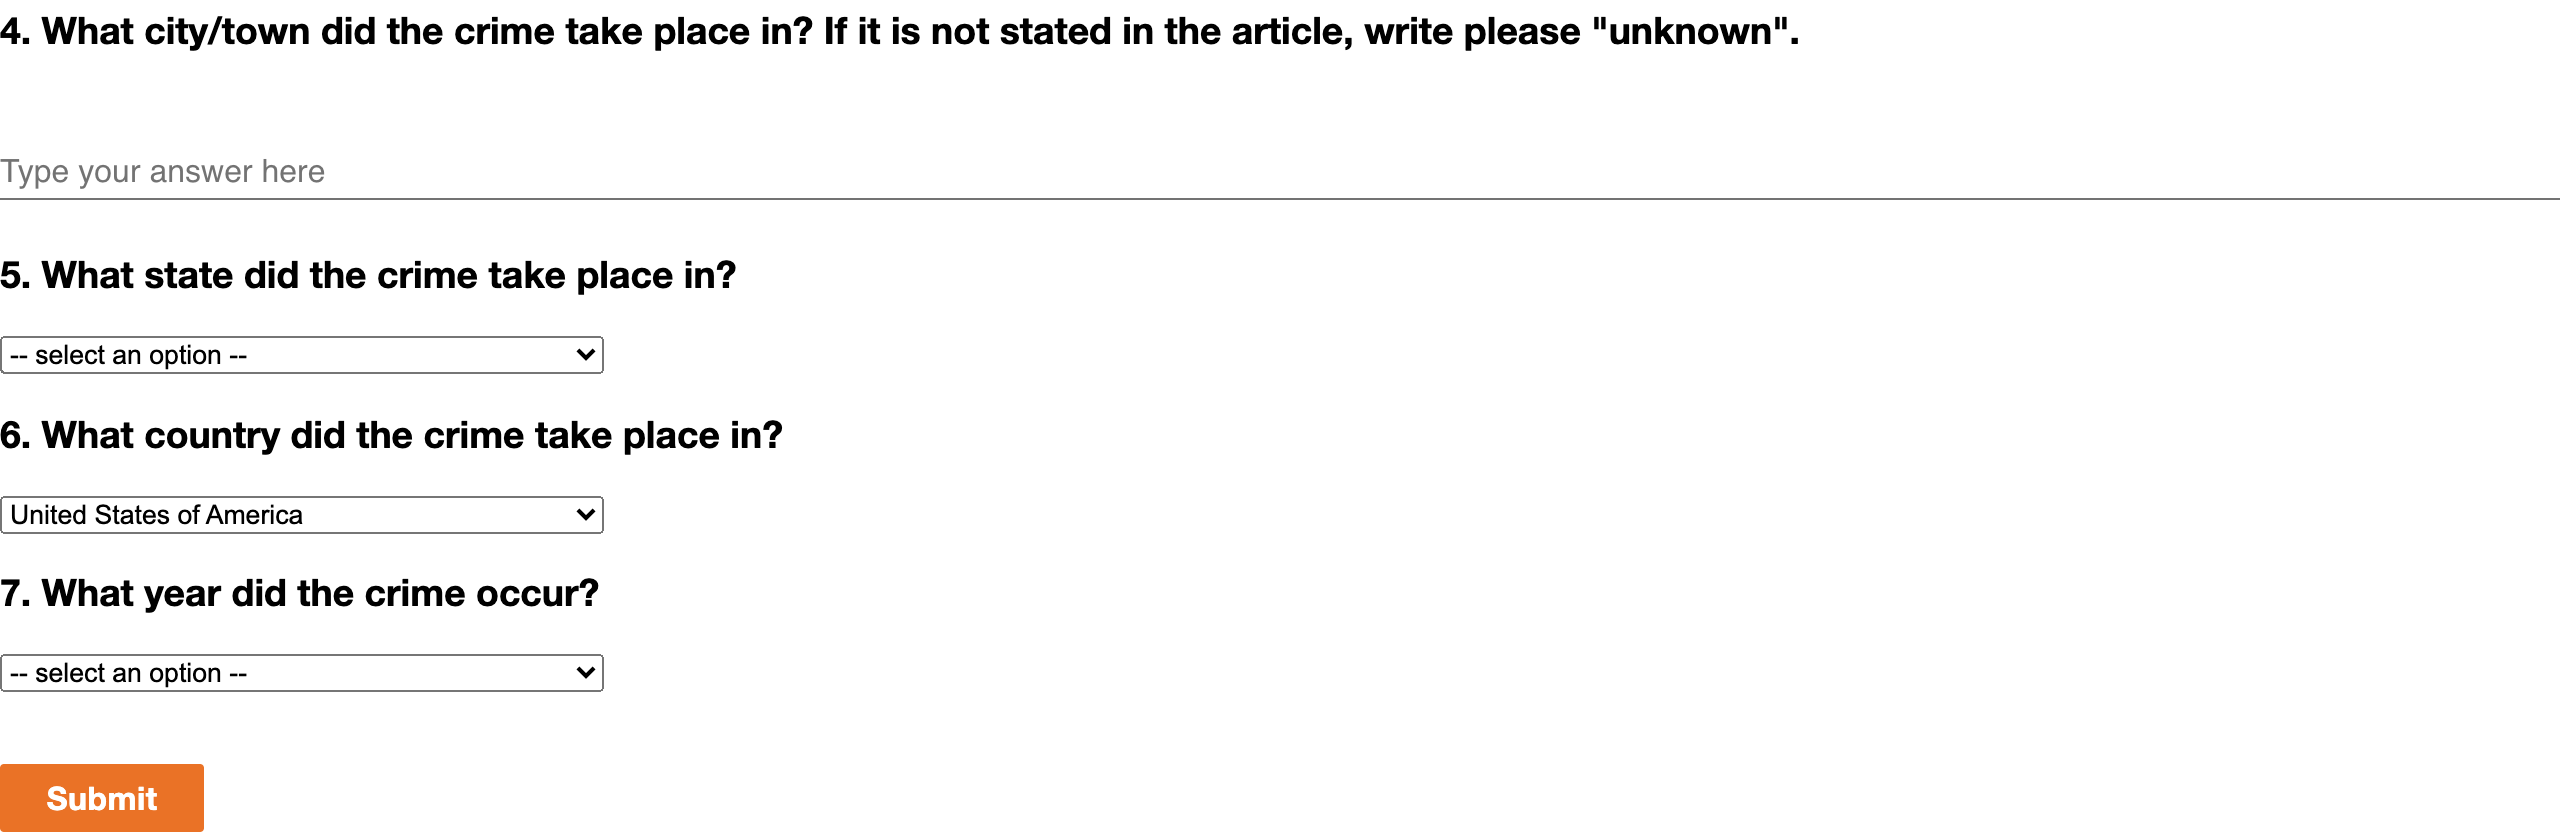 4. What city/town did the crime take place in? If it is not stated in the article, write please "unknown".
Type your answer here
5. What state did the crime take place in?
-- select an option --
6. What country did the crime take place in?
United States of America
7. What year did the crime occur?
-- select an option --
Submit